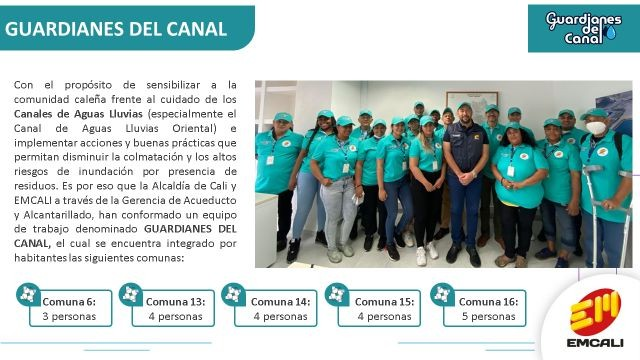 GUARDIANES DEL CANAL
Guardianes
del
Canal
Con el propósito de sensibilizar a la
comunidad caleña frente al cuidado de los
Canales de Aguas Lluvias (especialmente el
Canal de Aguas Lluvias Oriental) e
implementar acciones y buenas prácticas que
permitan disminuir la colmatación y los altos
riesgos de inundación por presencia de
residuos. Es por eso que la Alcaldía de Cali y
EMCALI a través de la Gerencia de Acueducto
y Alcantarillado, han conformado un equipo
de trabajo denominado GUARDIANES DEL
CANAL, el cual se encuentra integrado por
habitantes las siguientes comunas:
Comuna 6:
3 personas
Comuna 13:
4 personas
Comuna 14:
4 personas
Comuna 15:
4 personas
Comuna 16:
5 personas
EM
EMCALI